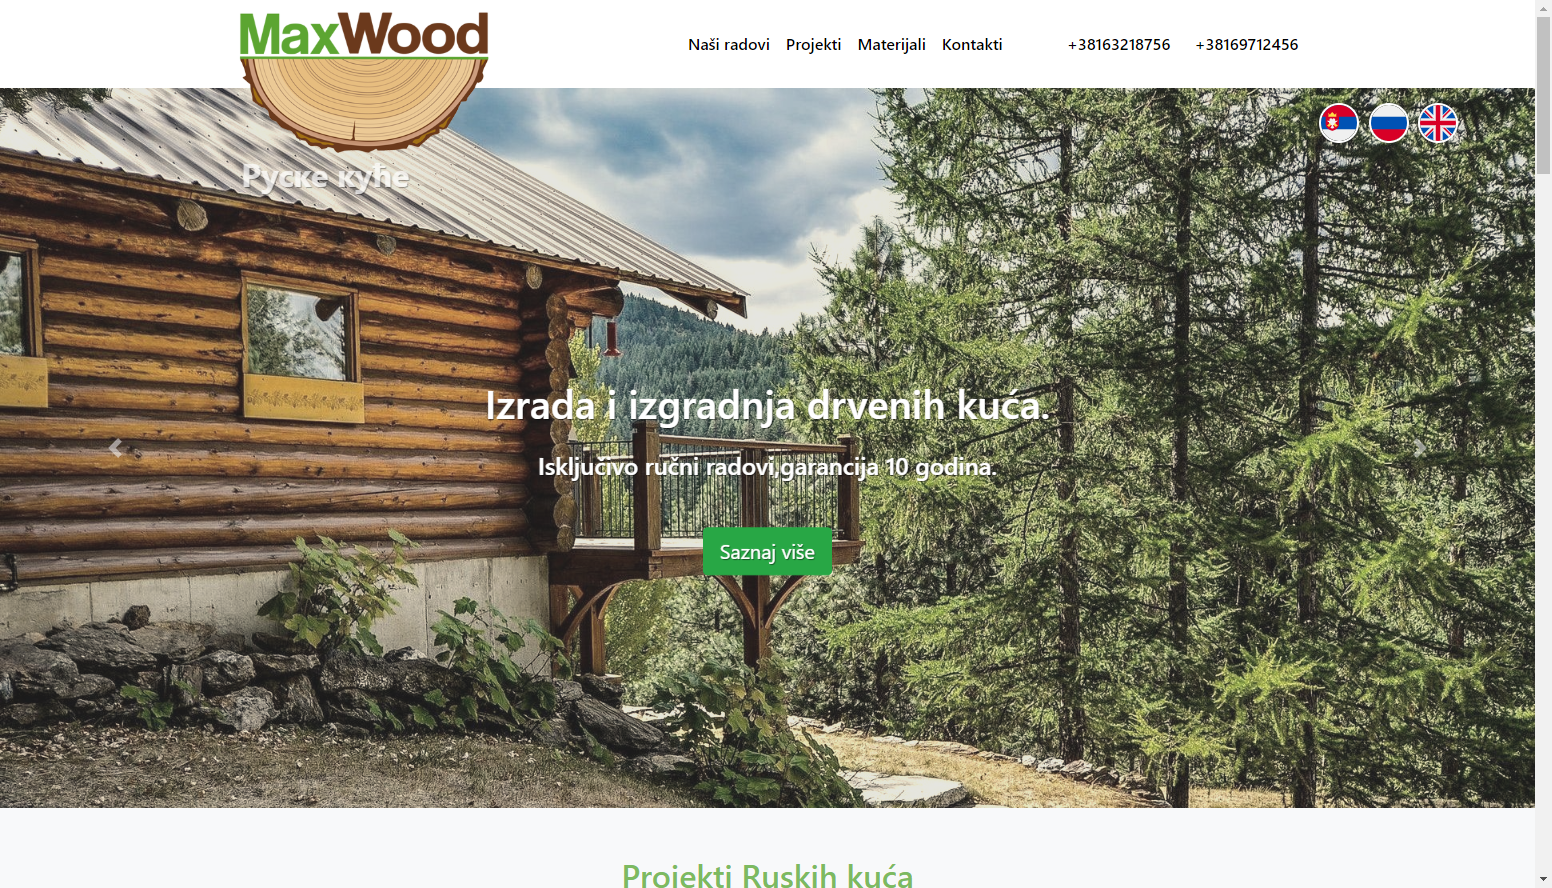 MaxWood
Naši radovi Projekti Materijali Kontakti +38163218756 +38169712456
Руске куће
Izrada i izgradnja drvenih kuća.
Isključivo ručni radovi,garancija 10 godina.
Saznaj više
Projekti Ruskih kuća